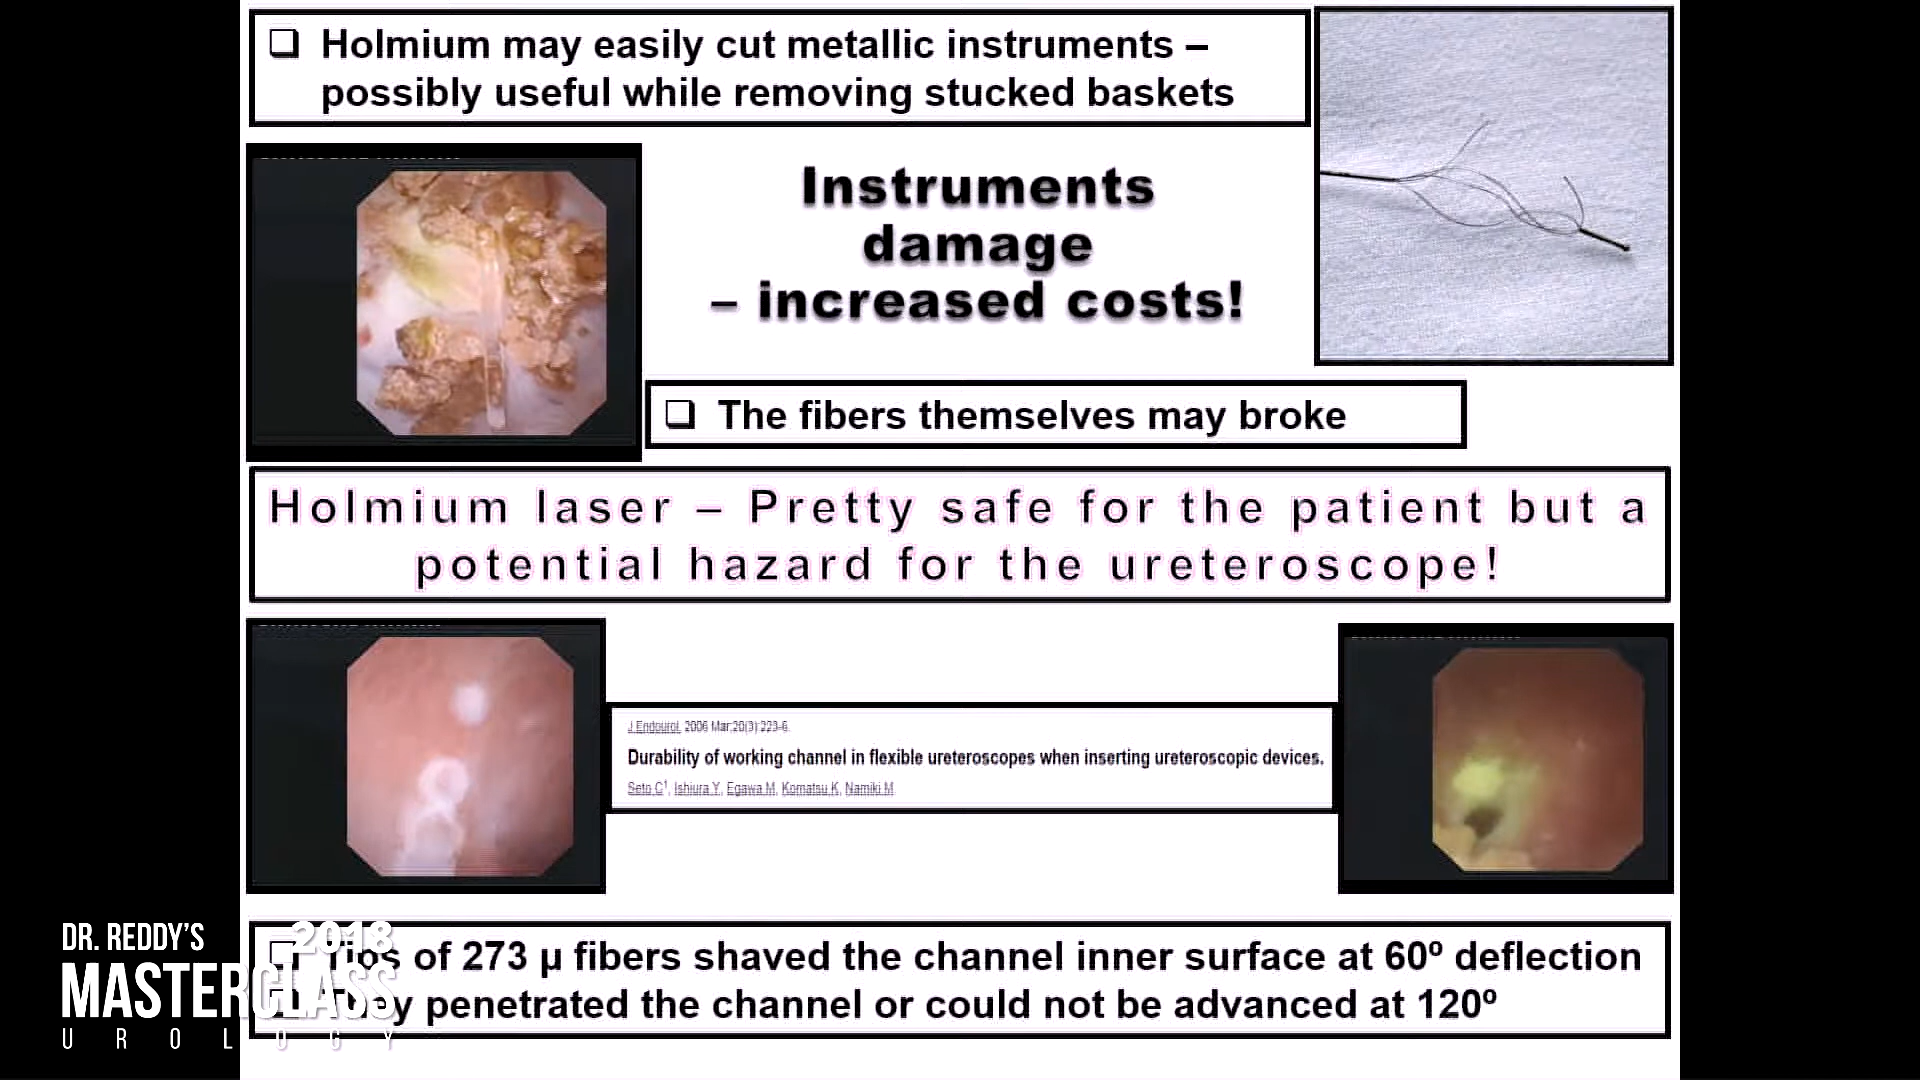 ❑ Holmium may easily cut metallic instruments –
possibly useful while removing stucked baskets
Instruments
damage
– increased costs!
❑ The fibers themselves may broke
Holmium laser – Pretty safe for the patient but a
potential hazard for the ureteroscope!
J Endourol. 2006 Mar;20(3):223-6.
Durability of working channel in flexible ureteroscopes when inserting ureteroscopic devices.
Seto C1, Ishiura Y, Egawa M, Komatsu K, Namiki M.
❑ Tips of 273 µ fibers shaved the channel inner surface at 60º deflection
❑ They penetrated the channel or could not be advanced at 120º
DR. REDDY'S 2018
MASTERCLASS
UROLOGY